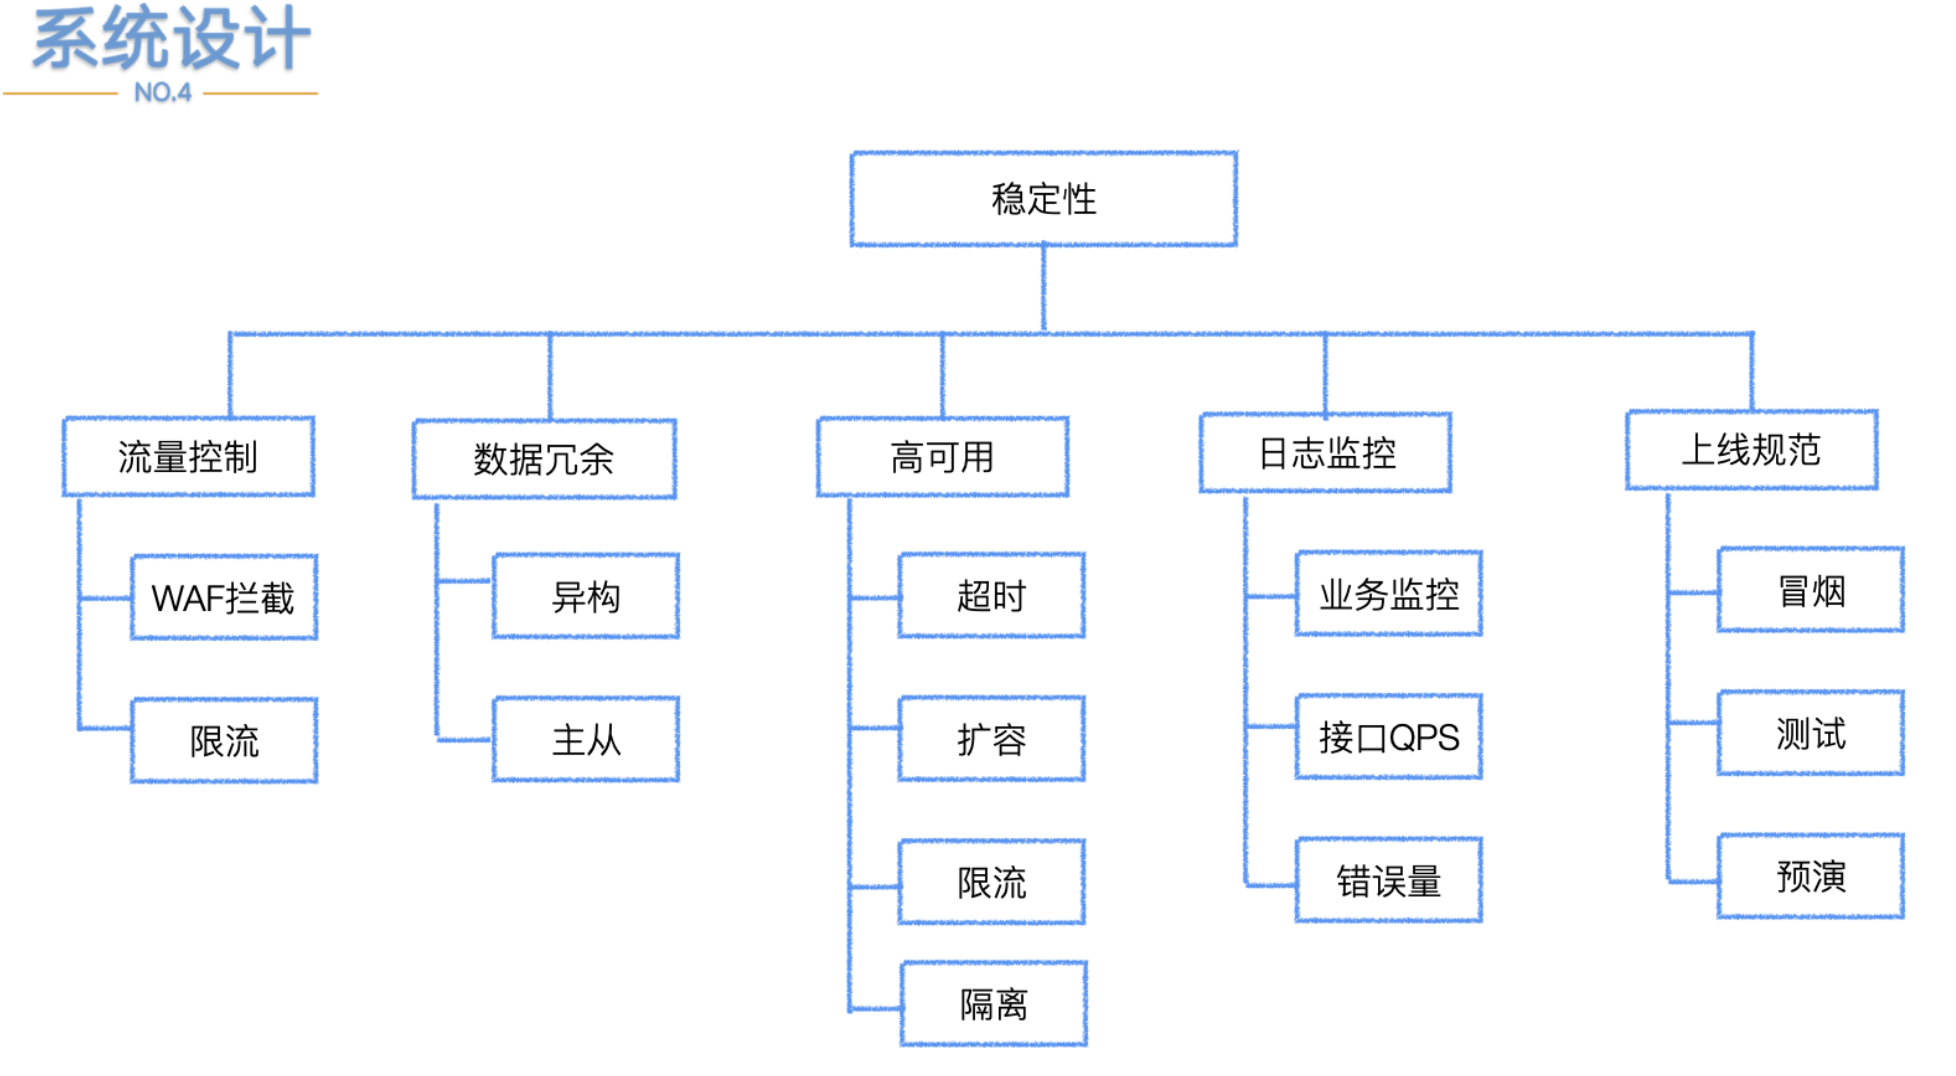 系统设计
NO.4
稳定性
流量控制
WAF拦截
限流
数据冗余
异构
主从
高可用
超时
扩容
限流
隔离
日志监控
业务监控
接口QPS
错误量
上线规范
冒烟
测试
预演